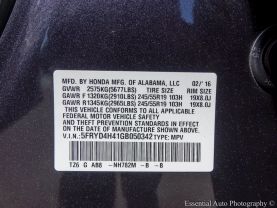 MFD. BY HONDA MFG. OF ALABAMA, LLC 02/'16
GVWR 2575KG(5677LBS) TIRE SIZE RIM SIZE
GAWR F 1320KG(2910LBS) 245/55R19 103H 19X8.0J
GAWR R1345KG(2965LBS) 245/55R19 103H 19X8.0J
THIS VEHICLE CONFORMS TO ALL APPLICABLE
FEDERAL MOTOR VEHICLE SAFETY AND THEFT
PREVENTION STANDARDS IN EFFECT ON THE
DATE OF MANUFACTURE SHOWN ABOVE.
V.I.N.: 5FRYD4H41GB050342 TYPE: MPV
TZ6 G A88 - NH782M - B - B
Essential Auto Photography (c)